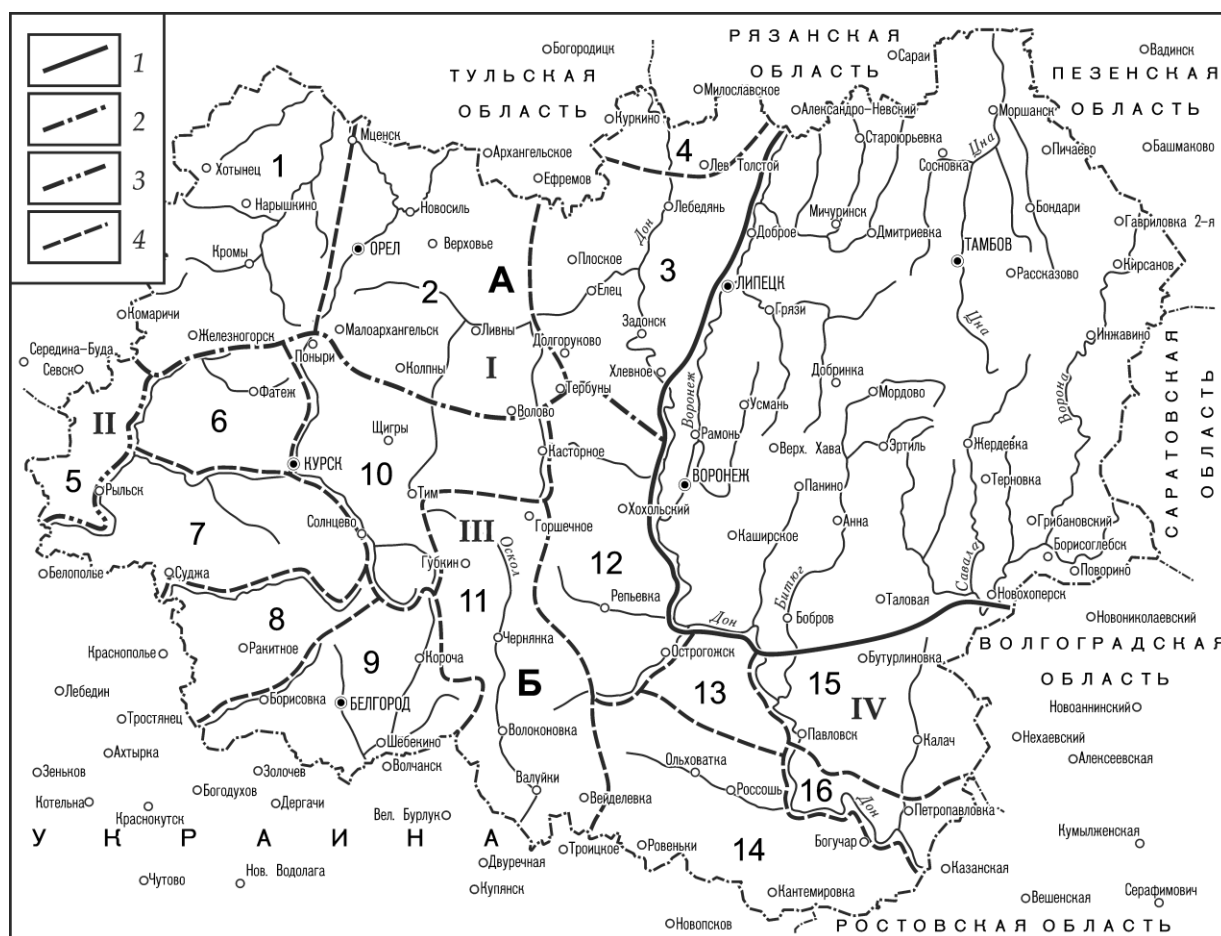 1
2
3
4
РЯЗАНСКАЯ
ОБЛАСТЬ
ТУЛЬСКАЯ
ОБЛАСТЬ
ПЕЗЕНСКАЯ
ОБЛАСТЬ
Богородицк
Сараи
Вадинск
Милославское
Куркино
Александро-Невский
Моршанск
Мценск
Архангельское
Староюрьевка
Цна
Пичаево
Башмаково
Хотынец
1
4
Лев Толстой
Сосновка
Ефремов
Нарышкино
Новосиль
Лебедянь
Мичуринск
Бондари
Гавриловка 2-я
Дон
Доброе
Дмитриевка
Кромы
ОРЕЛ
Верховье
Плоское
3
ТАМБОВ
Кирсанов
Рассказово
А
2
Елец
ЛИПЕЦК
Комаричи
Грязи
Цна
Железногорск
Малоархангельск
Ливны
Задонск
Инжавино
Долгоруково
Поныри
I
Середина-Буда
Севск
Колпны
Хлевное
Добринка
Тербуны
Мордово
Фатеж
II
6
Волово
Воронеж
Усмань
Ворона
САРАТОВСКАЯ
ОБЛАСТЬ
Щигры
Рамонь
Верх. Хава
Эртиль
Жердевка
КУРСК
10
Касторное
5
Рыльск
Тим
ВОРОНЕЖ
Панино
Терновка
Солнцево
III
Горшечное
Хохольский
Анна
Грибановский
7
Оскол
Каширское
Борисоглебск
Белополье
Суджа
Губкин
12
Битюг
Савала
Поворино
11
Репьевка
Таловая
Новохоперск
8
Дон
Бобров
Новониколаевский
Краснополье
Ракитное
9
Короча
Чернянка
Острогожск
Бутурлиновка
ВОЛГОГРАДСКАЯ
ОБЛАСТЬ
Лебедин
Борисовка
БЕЛГОРОД
Б
13
15
IV
Новоаннинский
Тростянец
Шебекино
Волоконовка
Павловск
Калач
Нехаевский
Ахтырка
Алексеевская
Зеньков
Золочев
Волчанск
Ольховатка
Котельна
Богодухов
Дергачи
Валуйки
Вейделевка
Россошь
16
Дон
Петропавловка
Краснокутск
Вел. Бурлук
УКРАИНА
Троицкое
Ровеньки
14
Богучар
Кумылженская
Двуречная
Казанская
Чутово
Нов. Водолага
Купянск
Кантемировка
Вешенская
Серафимович
Новопсков
РОСТОВСКАЯ ОБЛАСТЬ